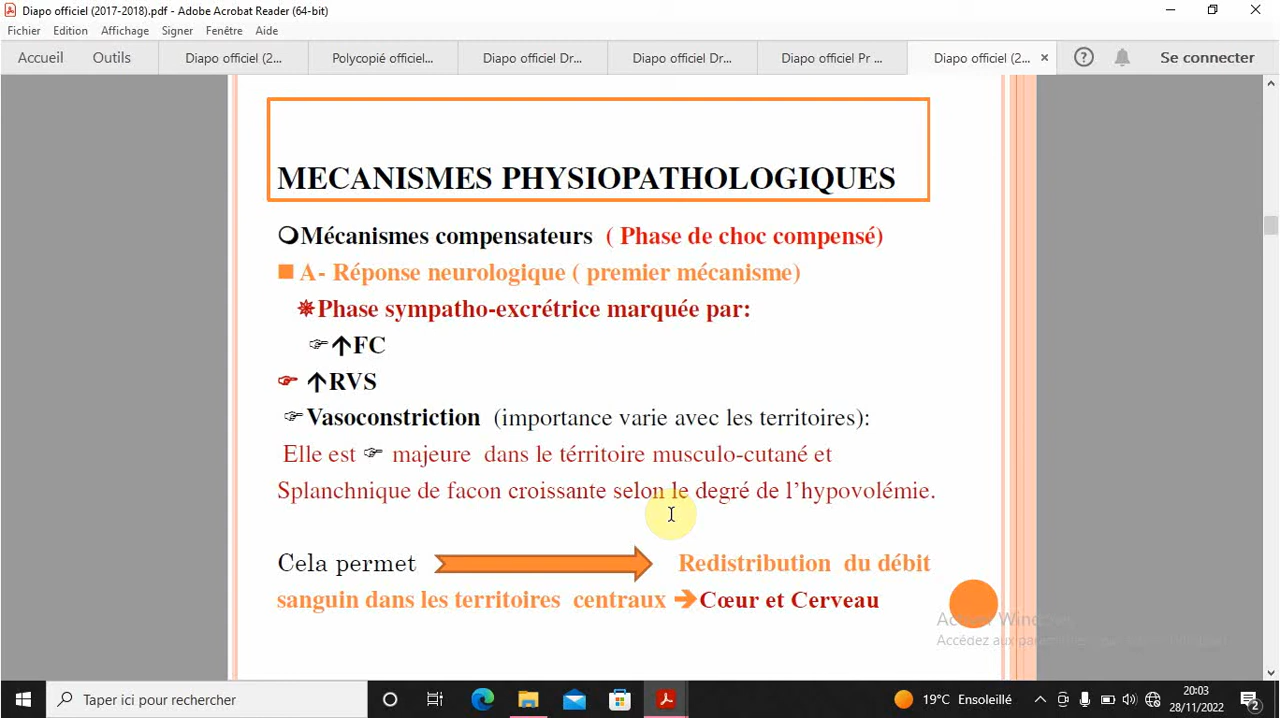 Diapo officiel (2017-2018).pdf - Adobe Acrobat Reader (64-bit)
Fichier Edition Affichage Signer Fenêtre Aide
Accueil Outils Diapo officiel (2... Polycopié officiel... Diapo officiel Dr... Diapo officiel Dr... Diapo officiel Pr ... Diapo officiel (2... Se connecter
MECANISMES PHYSIOPATHOLOGIQUES
Mécanismes compensateurs ( Phase de choc compensé)
A- Réponse neurologique ( premier mécanisme)
Phase sympatho-excrétrice marquée par:
☞↑FC
☞ ↑RVS
☞Vasoconstriction (importance varie avec les territoires):
Elle est ☞ majeure dans le térritoire musculo-cutané et
Splanchnique de facon croissante selon le degré de l’hypovolémie.
Cela permet Redistribution du débit
sanguin dans les territoires centraux ➔Cœur et Cerveau
Windows
Accédez aux
Taper ici pour rechercher 19°C Ensoleillé 20:03
28/11/2022 2